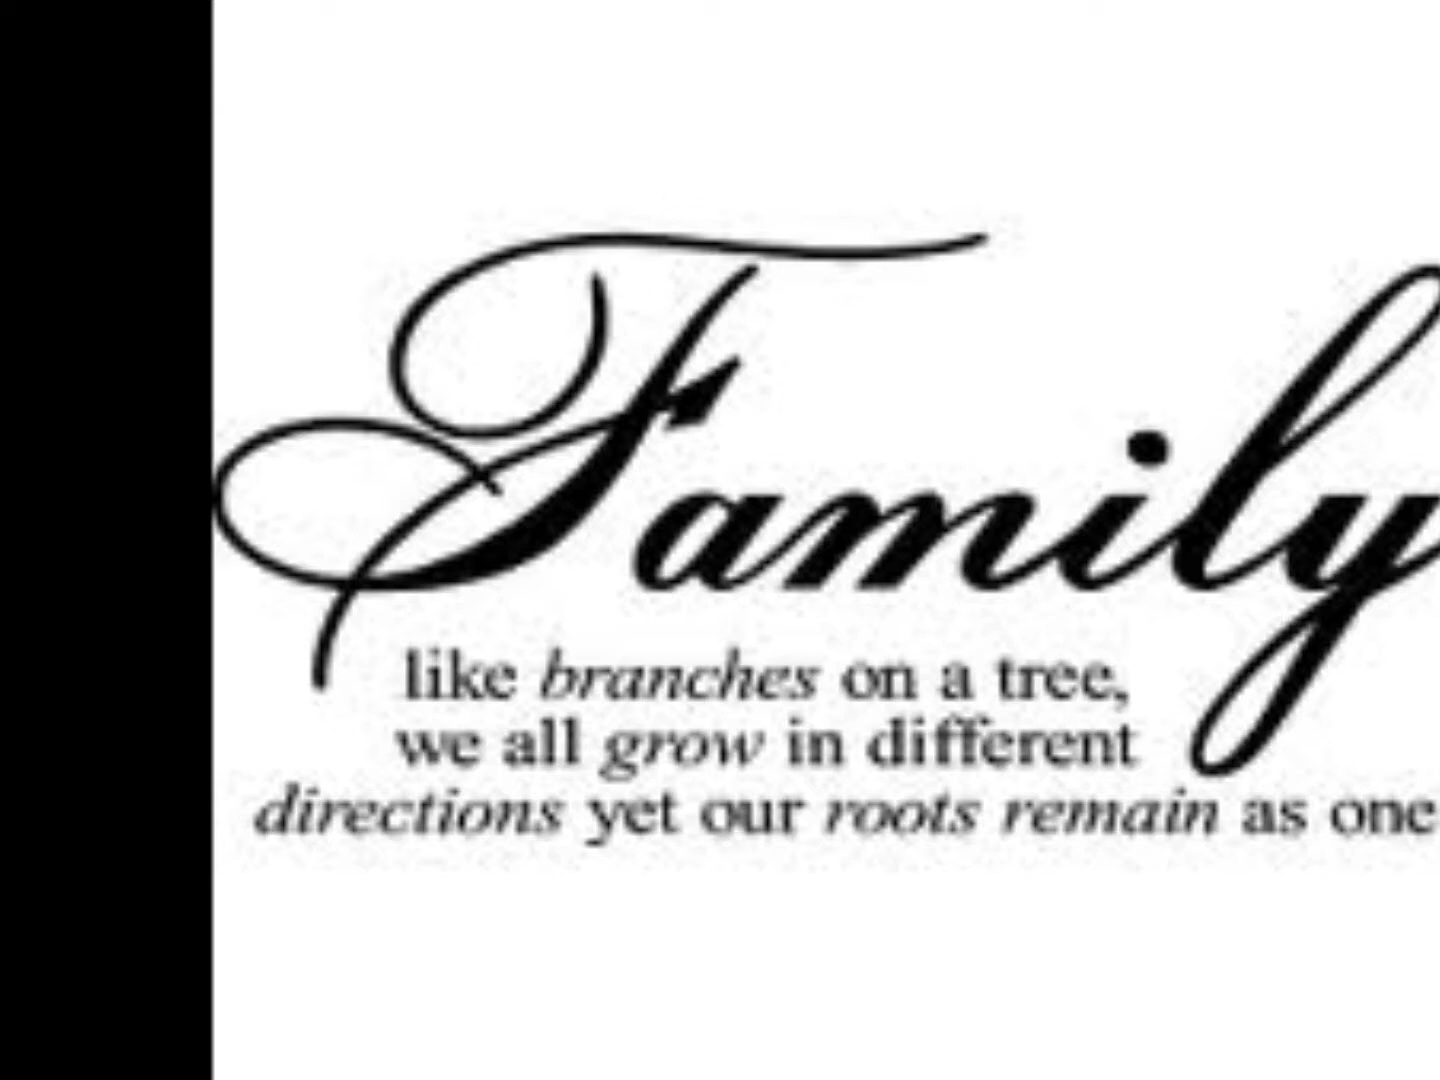 Family
like branches on a tree,
we all grow in different
directions yet our roots remain as one